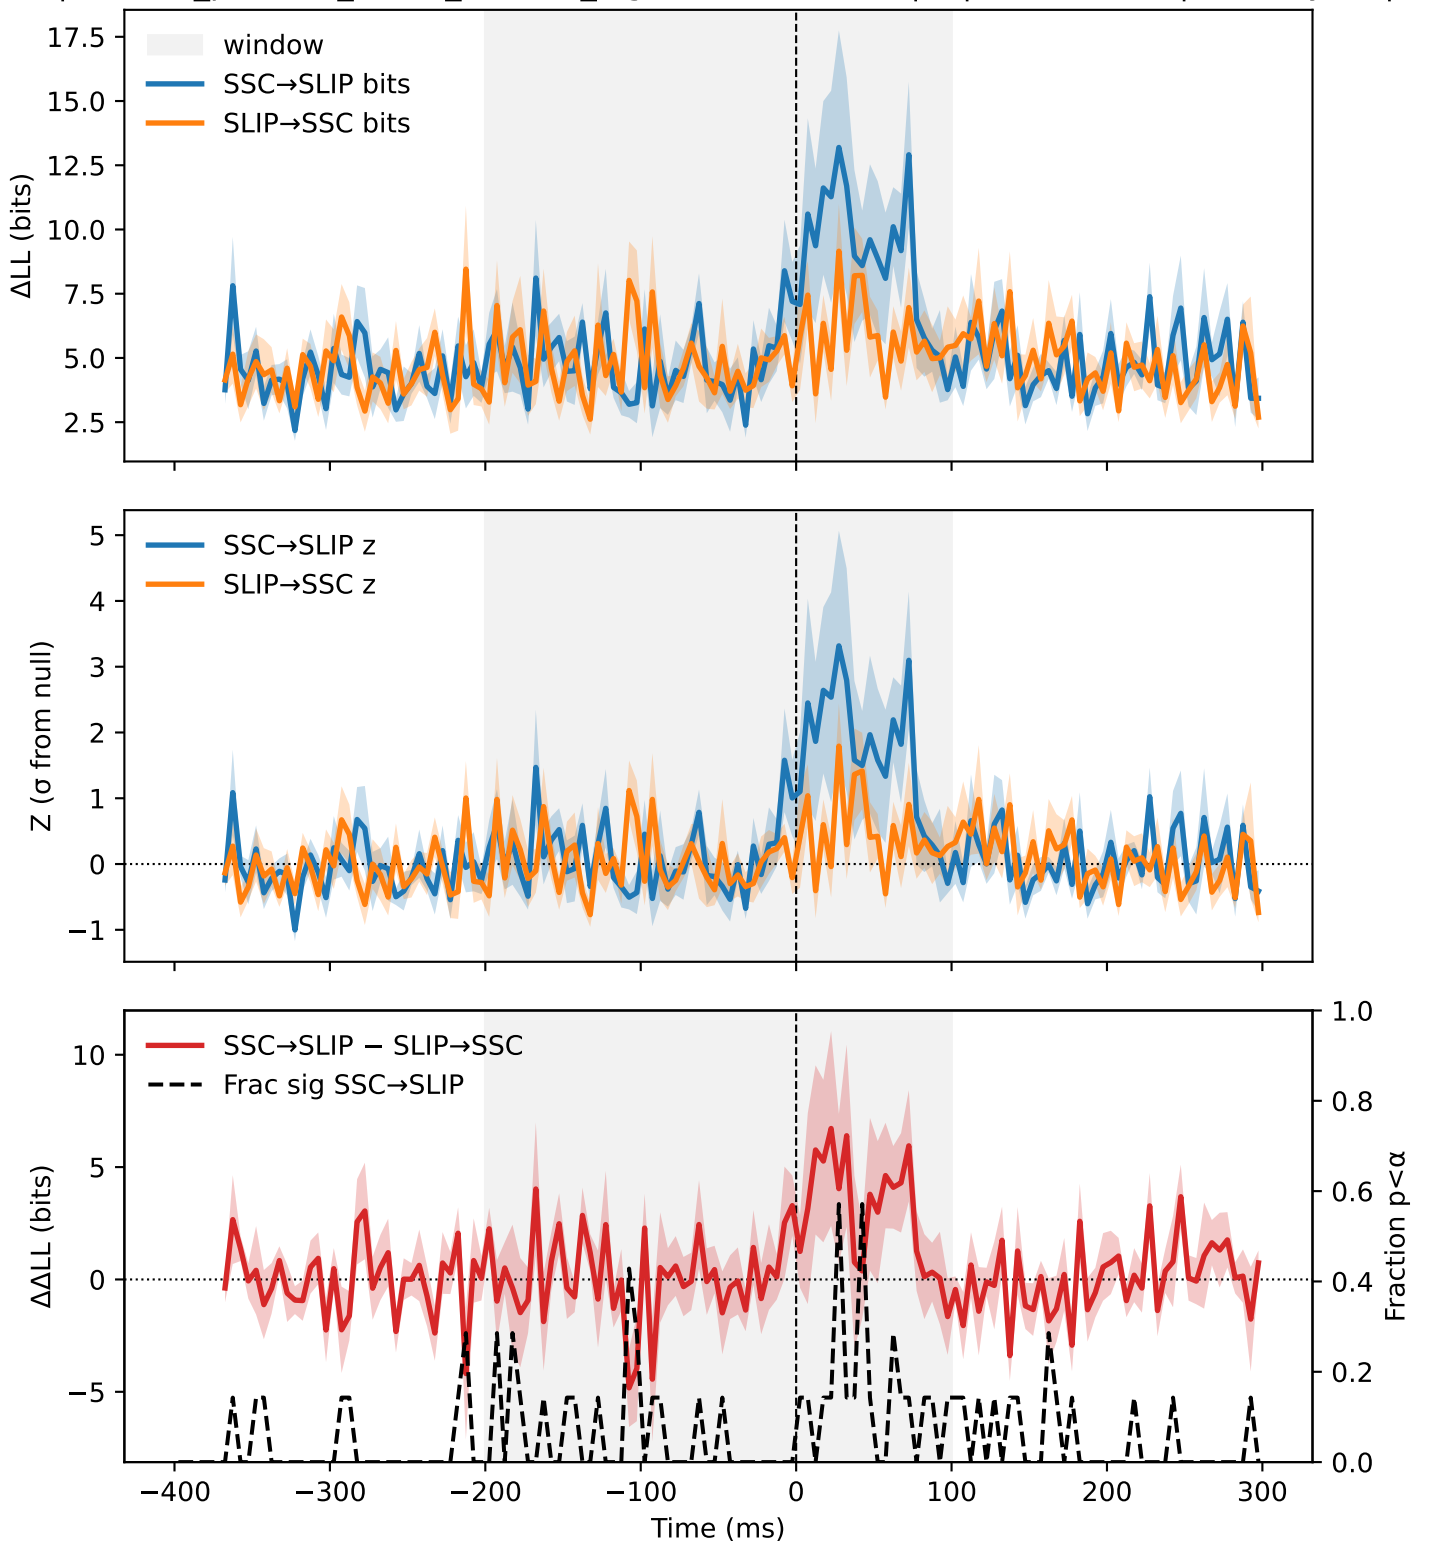 17.5
15.0
12.5
10.0
7.5
5.0
2.5
ΔLL (bits)
window
SSC→SLIP bits
SLIP→SSC bits
5
4
3
2
1
0
−1
Z (σ from null)
SSC→SLIP z
SLIP→SSC z
10
5
0
−5
ΔΔLL (bits)
SSC→SLIP − SLIP→SSC
Frac sig SSC→SLIP
1.0
0.8
0.6
0.4
0.2
0.0
Fraction p<α
−400 −300 −200 −100 0 100 200 300
Time (ms)